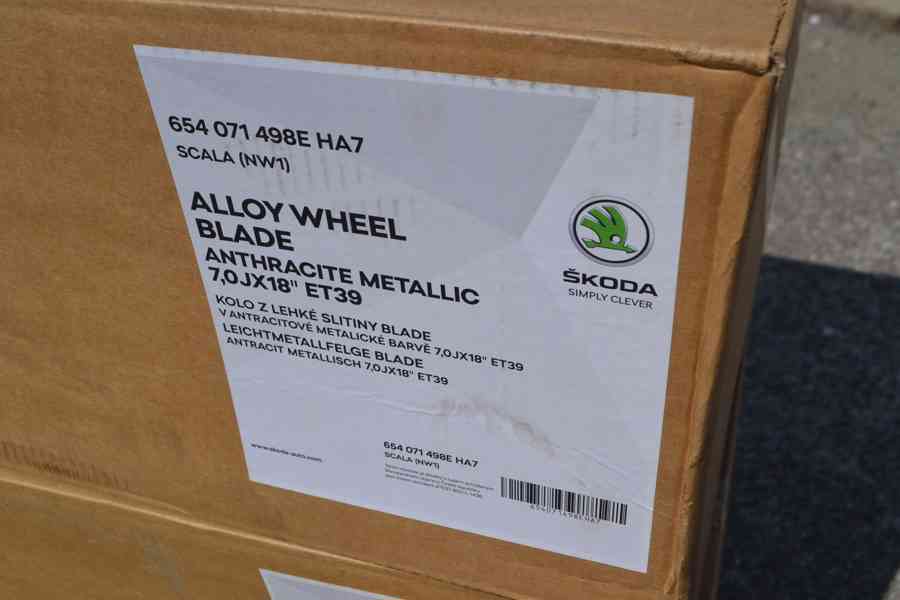 654 071 498E HA7
SCALA (NW1)
ALLOY WHEEL
BLADE
ANTHRACITE METALLIC
7,0JX18" ET39
KOLO Z LEHKÉ SLITINY BLADE
V ANTRACITOVÉ METALICKÉ BARVĚ 7,0JX18" ET39
LEICHTMETALLFELGE BLADE
ANTRACIT METALLISCH 7,0JX18" ET39
ŠKODA
SIMPLY CLEVER
www.skoda-auto.com
654 071 498E HA7
SCALA (NW1)
654071498EHA7